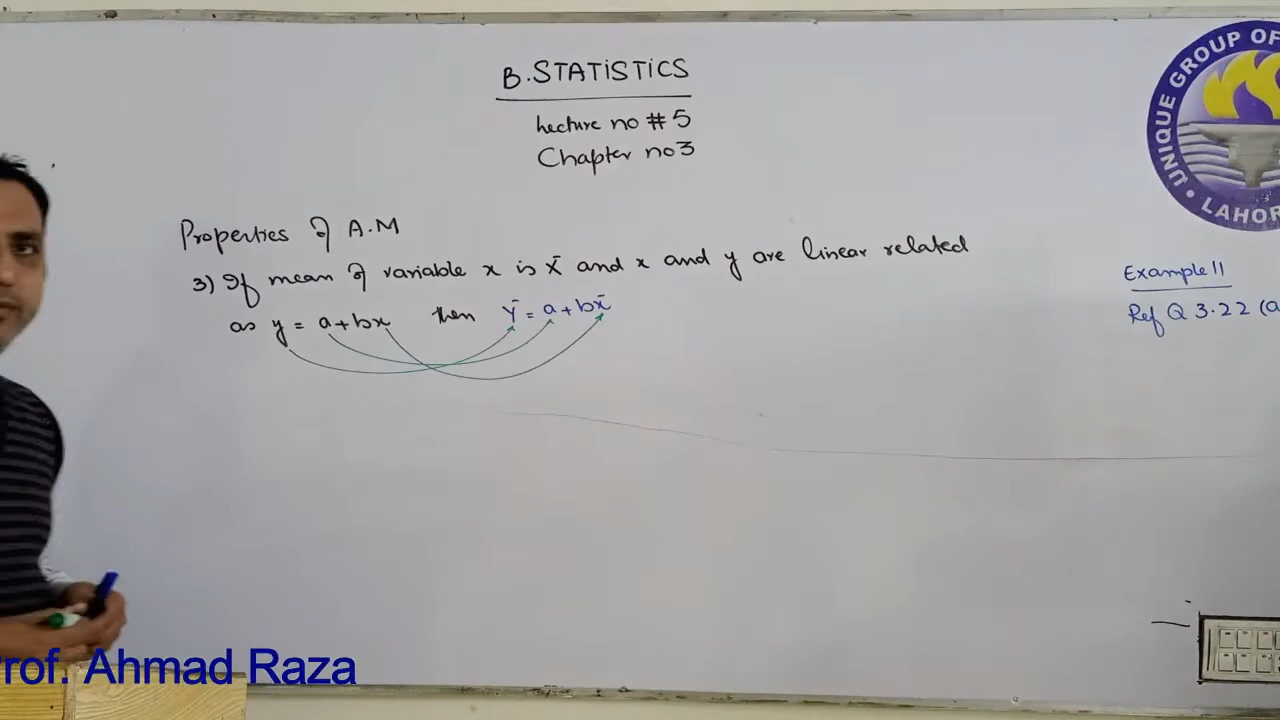 B.STATISTICS
Lecture no # 5
Chapter no 3
Properties of A.M
3) If mean of variable x is X̄ and x and y are linear related
as y = a+bx then Ȳ = a+bx̄
Example 11
Ref Q 3.22 (a
UNIQUE GROUP OF
• LAHOR
Prof. Ahmad Raza